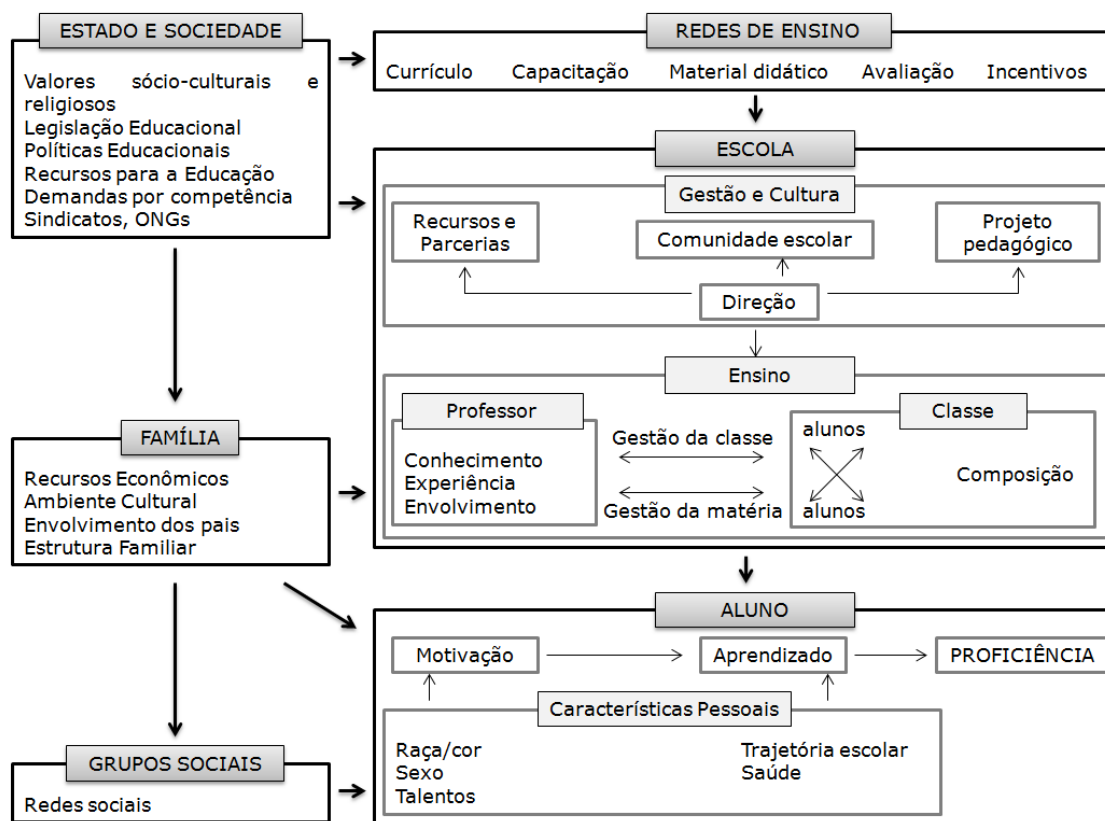 ESTADO E SOCIEDADE
Valores sócio-culturais e
religiosos
Legislação Educacional
Políticas Educacionais
Recursos para a Educação
Demandas por competência
Sindicatos, ONGs
REDES DE ENSINO
Currículo Capacitação Material didático Avaliação Incentivos
ESCOLA
Gestão e Cultura
Recursos e
Parcerias
Comunidade escolar
Projeto
pedagógico
Direção
Ensino
Professor
Conhecimento
Experiência
Envolvimento
Gestão da classe
Gestão da matéria
Classe
alunos
Composição
alunos
FAMÍLIA
Recursos Econômicos
Ambiente Cultural
Envolvimento dos pais
Estrutura Familiar
ALUNO
Motivação
Aprendizado
PROFICIÊNCIA
Características Pessoais
Raça/cor
Sexo
Talentos
Trajetória escolar
Saúde
GRUPOS SOCIAIS
Redes sociais